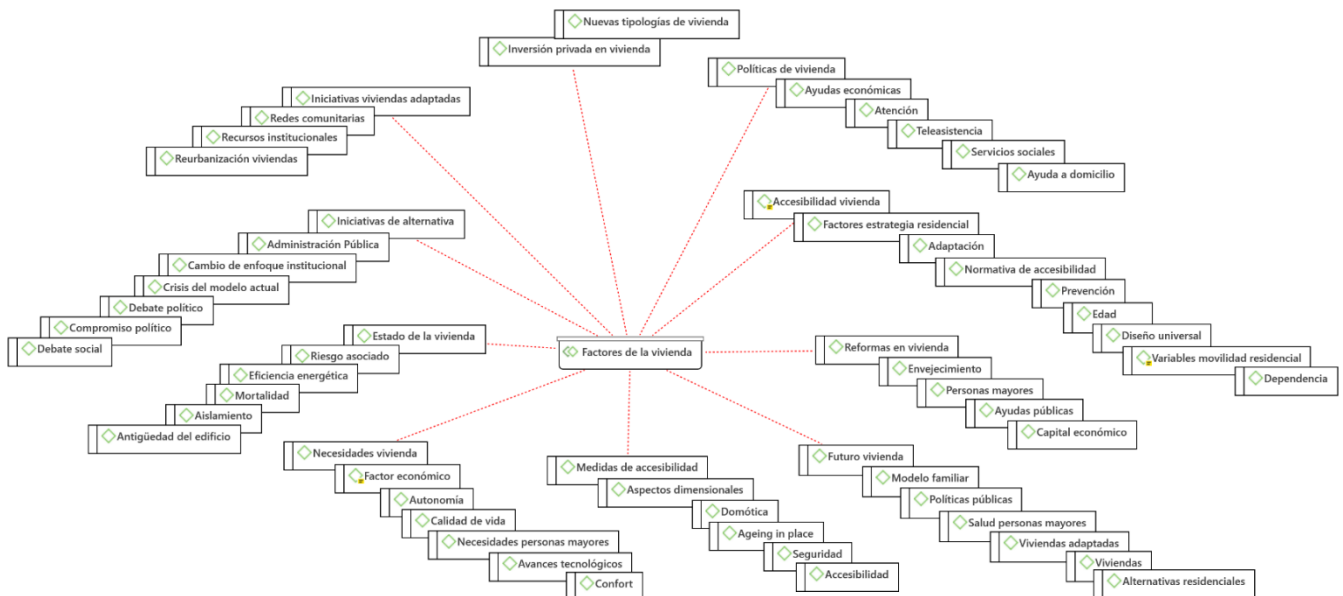 Nuevas tipologías de vivienda
Inversión privada en vivienda
Políticas de vivienda
Ayudas económicas
Atención
Teleasistencia
Servicios sociales
Ayuda a domicilio
Iniciativas viviendas adaptadas
Redes comunitarias
Recursos institucionales
Reurbanización viviendas
Accesibilidad vivienda
Factores estrategia residencial
Adaptación
Normativa de accesibilidad
Prevención
Edad
Diseño universal
Variables movilidad residencial
Dependencia
Iniciativas de alternativa
Administración Pública
Cambio de enfoque institucional
Crisis del modelo actual
Debate político
Compromiso político
Debate social
Estado de la vivienda
Riesgo asociado
Eficiencia energética
Mortalidad
Aislamiento
Antigüedad del edificio
Factores de la vivienda
Reformas en vivienda
Envejecimiento
Personas mayores
Ayudas públicas
Capital económico
Necesidades vivienda
Factor económico
Autonomía
Calidad de vida
Necesidades personas mayores
Avances tecnológicos
Confort
Medidas de accesibilidad
Aspectos dimensionales
Domótica
Ageing in place
Seguridad
Accesibilidad
Futuro vivienda
Modelo familiar
Políticas públicas
Salud personas mayores
Viviendas adaptadas
Viviendas
Alternativas residenciales